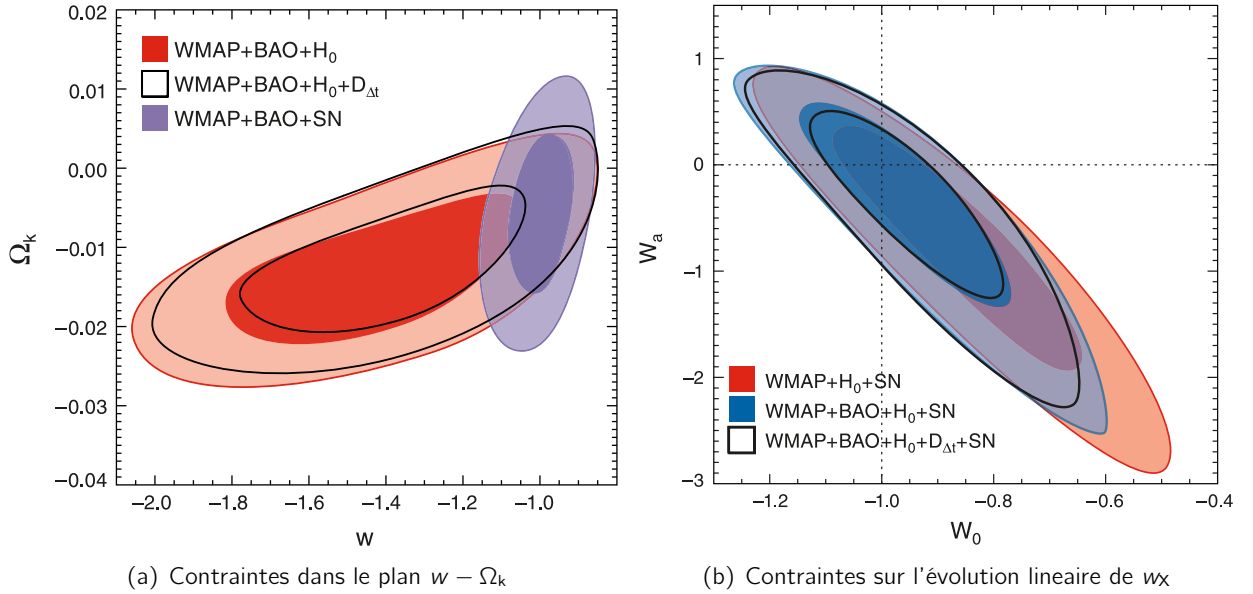 0.02
0.01
0.00
−0.01
−0.02
−0.03
−0.04
Ωk
WMAP+BAO+H0
WMAP+BAO+H0+DΔt
WMAP+BAO+SN
−2.0 −1.8 −1.6 −1.4 −1.2 −1.0
w
(a) Contraintes dans le plan w − Ωk
1
0
−1
−2
−3
Wa
WMAP+H0+SN
WMAP+BAO+H0+SN
WMAP+BAO+H0+DΔt+SN
−1.2 −1.0 −0.8 −0.6 −0.4
W0
(b) Contraintes sur l'évolution lineaire de wX